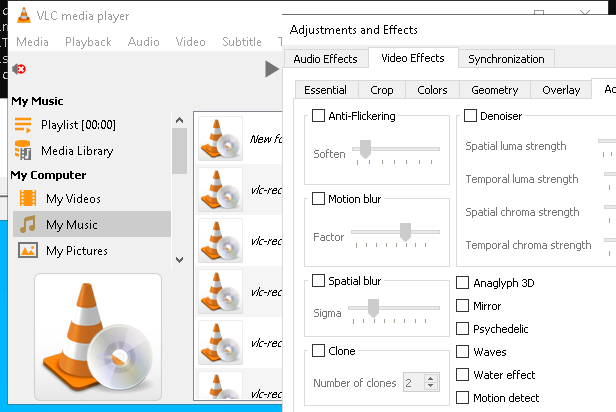 VLC media player
Media Playback Audio Video Subtitle T
My Music
Playlist [00:00]
Media Library
My Computer
My Videos
My Music
My Pictures
New fo
vlc-rec
vlc-rec
vlc-rec
vlc-rec
vlc-rec
Adjustments and Effects
Audio Effects Video Effects Synchronization
Essential Crop Colors Geometry Overlay
Anti-Flickering
Soften
Motion blur
Factor
Spatial blur
Sigma
Clone
Number of clones 2
Denoiser
Spatial luma strength
Temporal luma strength
Spatial chroma strength
Temporal chroma strength
Anaglyph 3D
Mirror
Psychedelic
Waves
Water effect
Motion detect